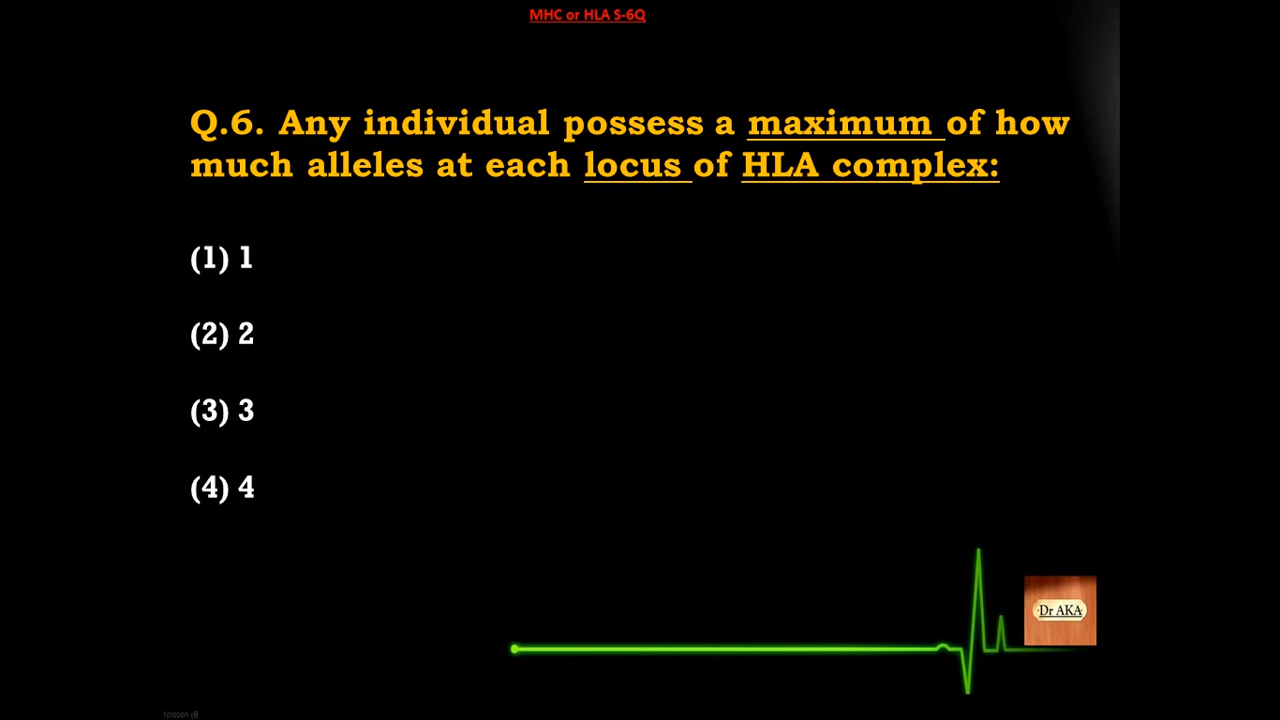 MHC or HLA S-6Q
Q.6. Any individual possess a maximum of how
much alleles at each locus of HLA complex:
(1) 1
(2) 2
(3) 3
(4) 4
Dr AKA